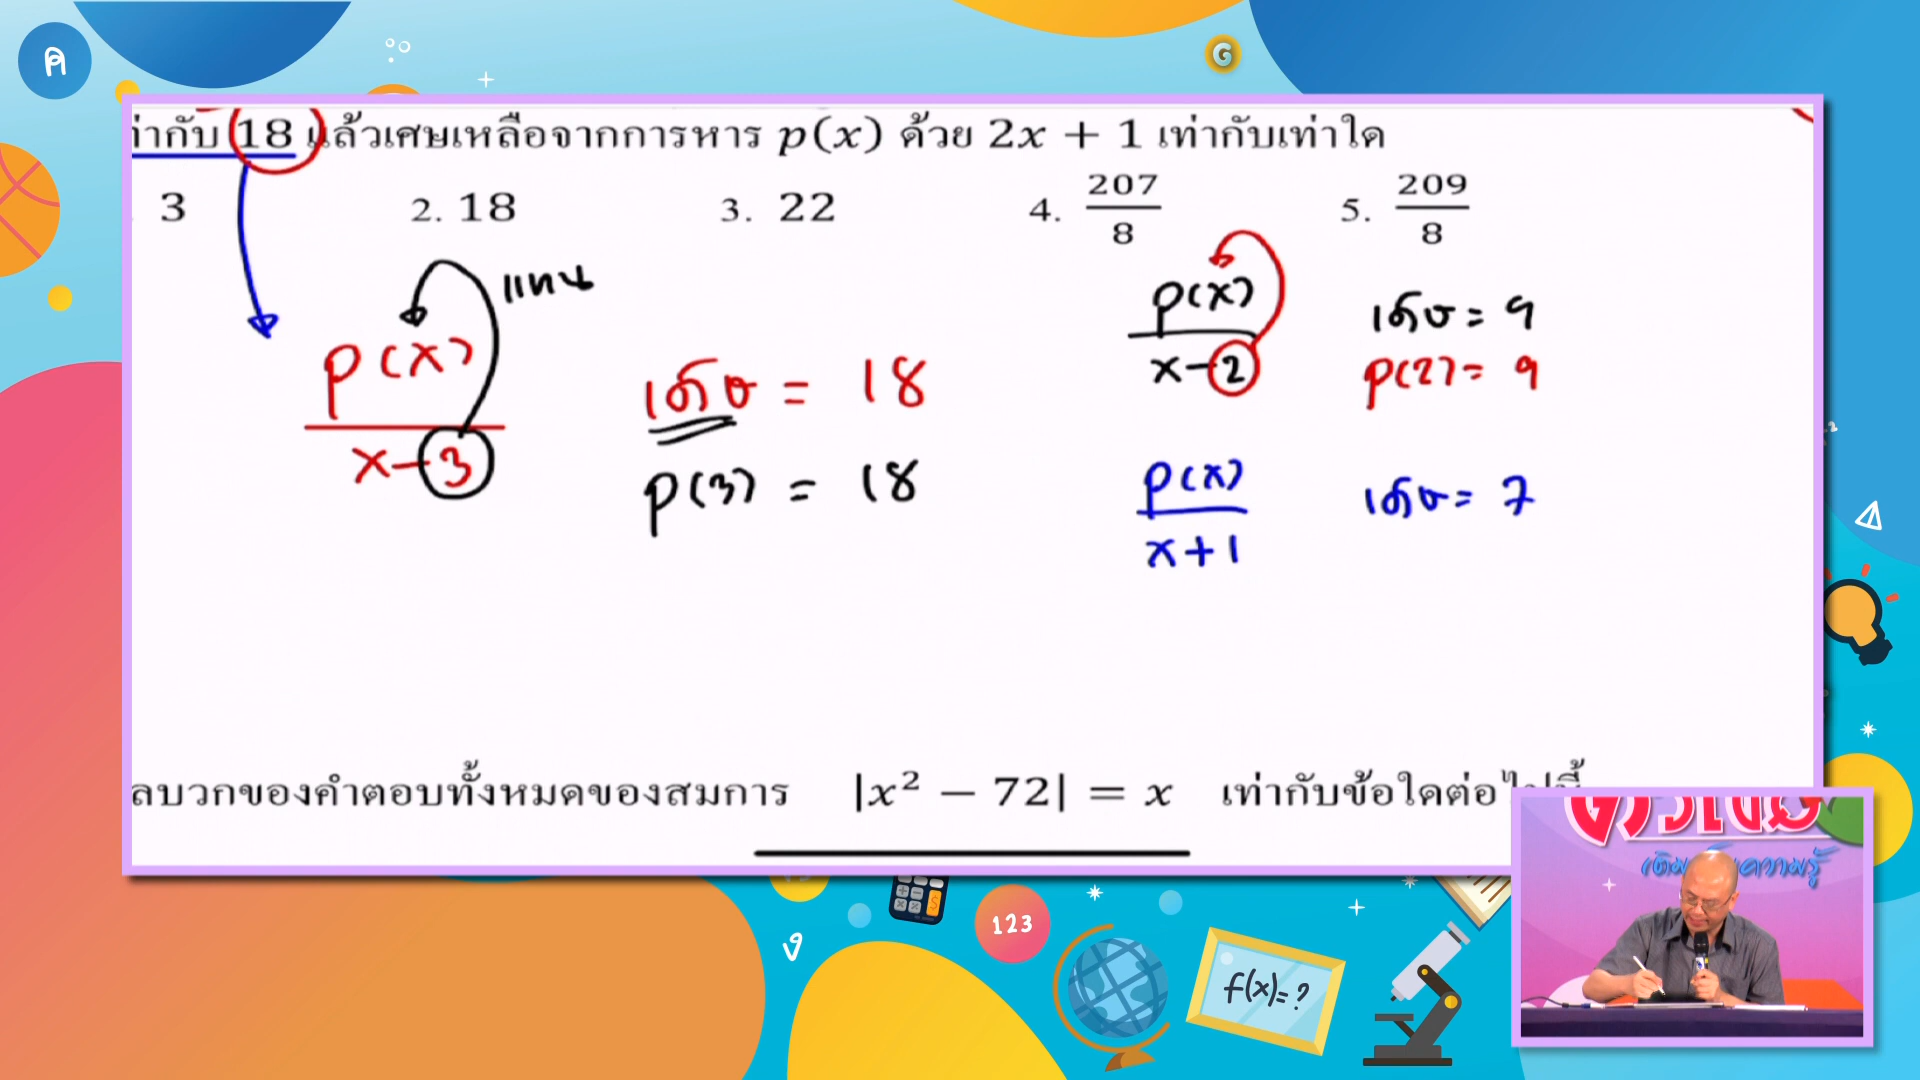 ค
G
่ากับ 18 แล้วเศษเหลือจากการหาร p(x) ด้วย 2x + 1 เท่ากับเท่าใด
3 2. 18 3. 22 4. 207/8 5. 209/8
แทน
p(x)
x-3
เศษ = 18
p(3) = 18
p(x)
x-2
เศษ = 9
p(2) = 9
p(x)
x+1
เศษ = 7
ลบวกของคำตอบทั้งหมดของสมการ |x² − 72| = x เท่ากับข้อใดต่อไปนี้
123
f(x)=?